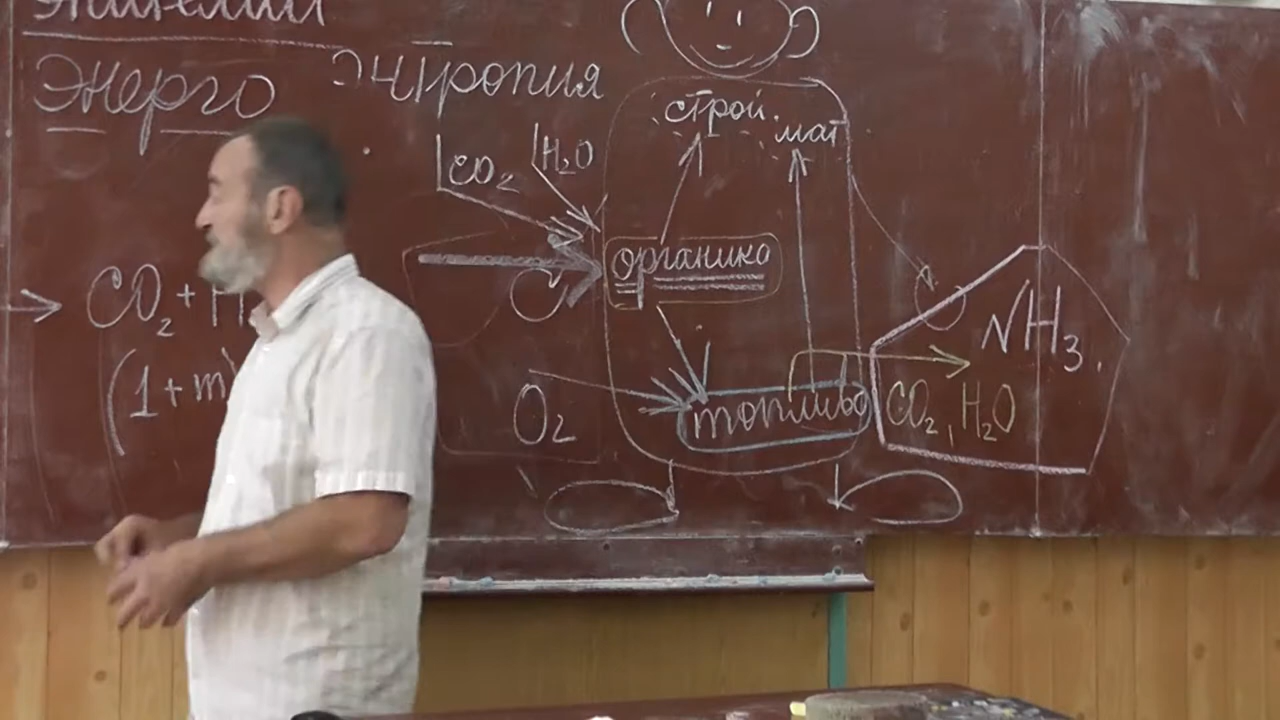 Энерго
энтропия
строй.
мат
CO₂
H₂O
органика
CO₂ + H
(1 + m)
O₂
топливо
NH₃.
CO₂, H₂O